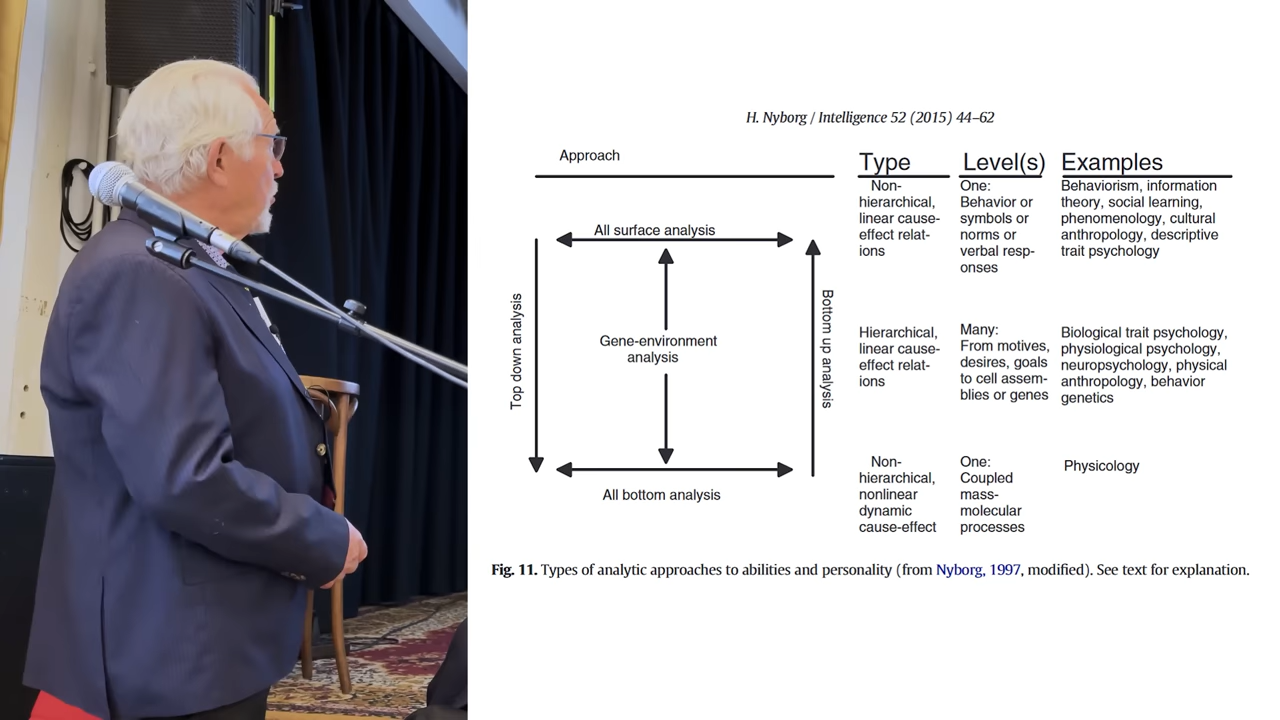 H. Nyborg / Intelligence 52 (2015) 44–62
Approach
Type
Level(s)
Examples
Non-
hierarchical,
linear cause-
effect relat-
ions
One:
Behavior or
symbols or
norms or
verbal resp-
onses
Behaviorism, information
theory, social learning,
phenomenology, cultural
anthropology, descriptive
trait psychology
All surface analysis
Top down analysis
Gene-environment
analysis
Bottom up analysis
Hierarchical,
linear cause-
effect relat-
ions
Many:
From motives,
desires, goals
to cell assem-
blies or genes
Biological trait psychology,
physiological psychology,
neuropsychology, physical
anthropology, behavior
genetics
All bottom analysis
Non-
hierarchical,
nonlinear
dynamic
cause-effect
One:
Coupled
mass-
molecular
processes
Physicology
Fig. 11. Types of analytic approaches to abilities and personality (from Nyborg, 1997, modified). See text for explanation.